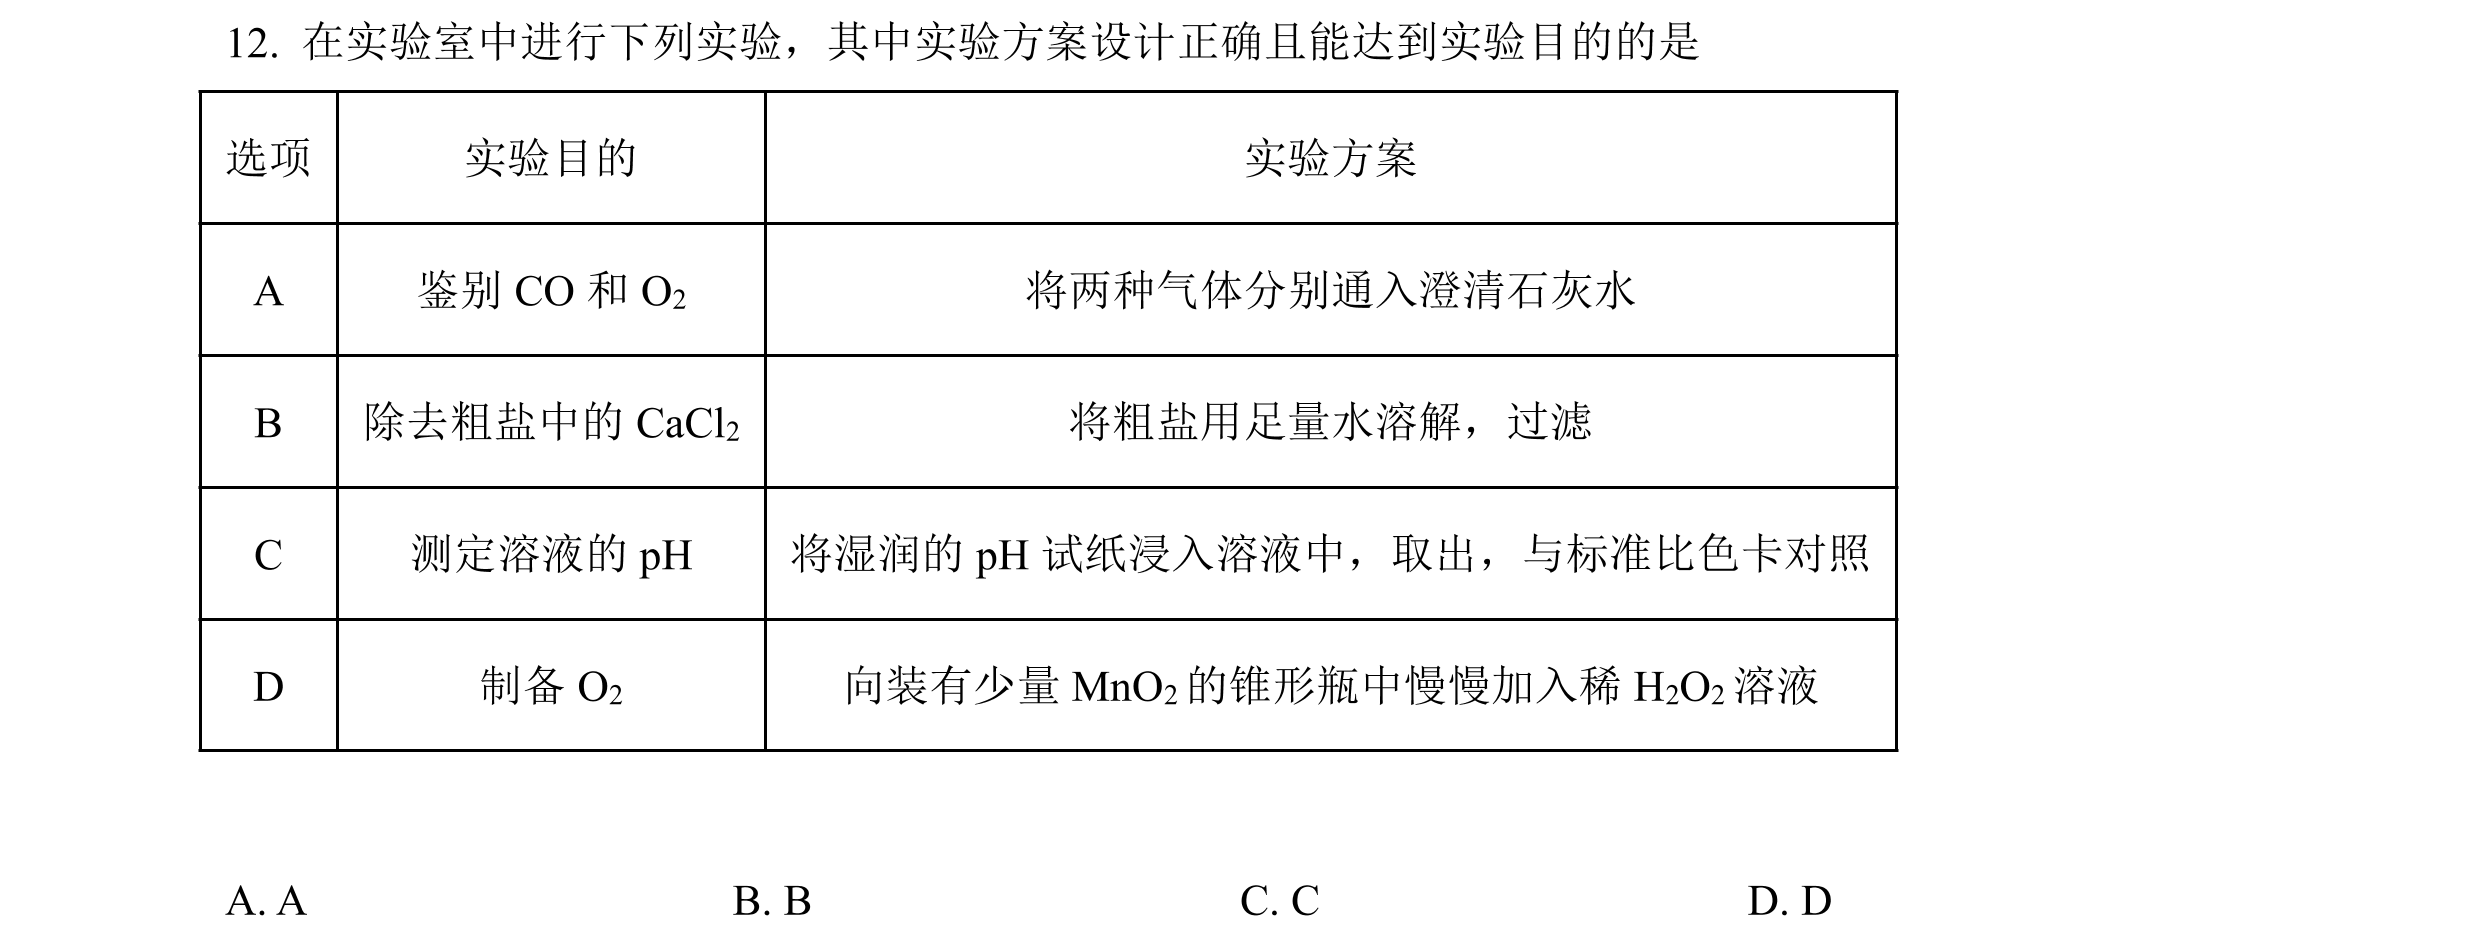 12. 在实验室中进行下列实验，其中实验方案设计正确且能达到实验目的的是
选项 实验目的 实验方案
A 鉴别 CO 和 O₂ 将两种气体分别通入澄清石灰水
B 除去粗盐中的 CaCl₂ 将粗盐用足量水溶解，过滤
C 测定溶液的 pH 将湿润的 pH 试纸浸入溶液中，取出，与标准比色卡对照
D 制备 O₂ 向装有少量 MnO₂ 的锥形瓶中慢慢加入稀 H₂O₂ 溶液
A. A B. B C. C D. D